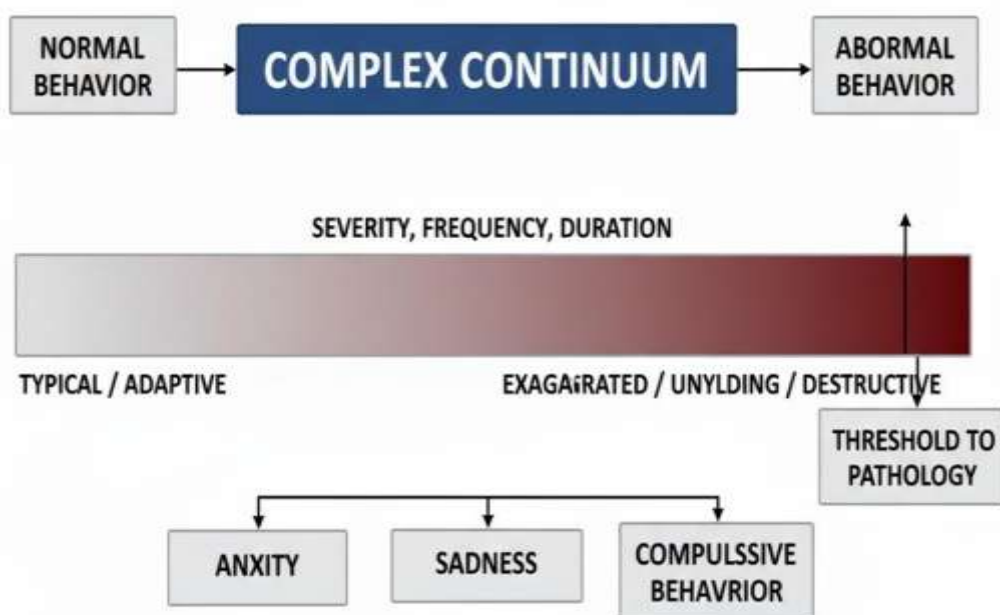 NORMAL
BEHAVIOR
COMPLEX CONTINUUM
ABORMAL
BEHAVIOR
SEVERITY, FREQUENCY, DURATION
TYPICAL / ADAPTIVE
EXAGAiRATED / UNYLDING / DESTRUCTIVE
THRESHOLD TO
PATHOLOGY
ANXITY
SADNESS
COMPULSSIVE
BEHAVRIOR